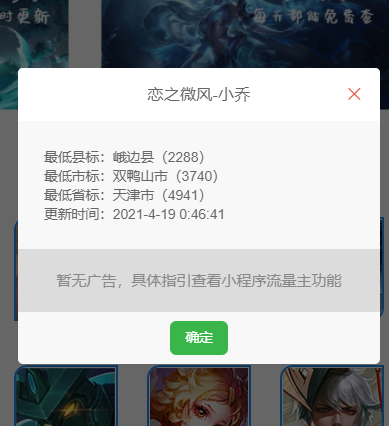 时更新
每天都能免费查
恋之微风-小乔
最低县标：峨边县（2288）
最低市标：双鸭山市（3740）
最低省标：天津市（4941）
更新时间：2021-4-19 0:46:41
暂无广告，具体指引查看小程序流量主功能
确定